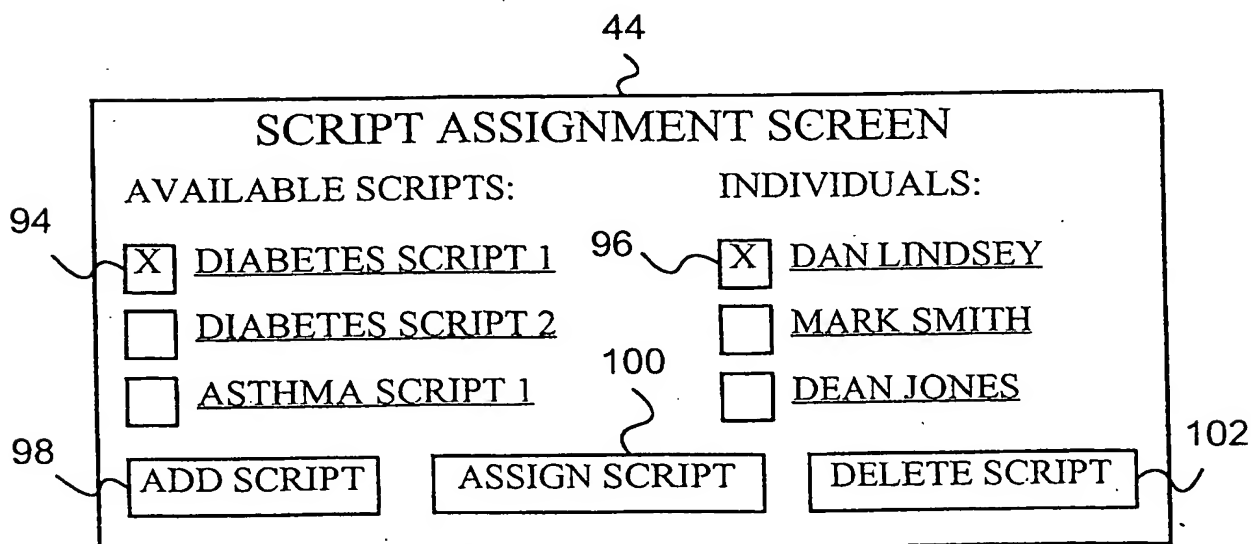 44
SCRIPT ASSIGNMENT SCREEN
AVAILABLE SCRIPTS: INDIVIDUALS:
94 X DIABETES SCRIPT 1 96 X DAN LINDSEY
DIABETES SCRIPT 2 MARK SMITH
100
ASTHMA SCRIPT 1 DEAN JONES
98 ADD SCRIPT ASSIGN SCRIPT DELETE SCRIPT 102